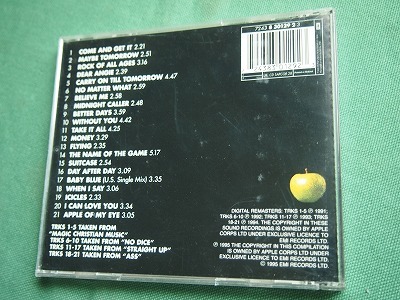 7243 8 30129 2 3
1 COME AND GET IT 2.21
2 MAYBE TOMORROW 2.51
3 ROCK OF ALL AGES 3.16
4 DEAR ANGIE 2.39
5 CARRY ON TILL TOMORROW 4.47
6 NO MATTER WHAT 2.59
7 BELIEVE ME 2.58
8 MIDNIGHT CALLER 2.48
9 BETTER DAYS 3.59
10 WITHOUT YOU 4.42
11 TAKE IT ALL 4.25
12 MONEY 3.29
13 FLYING 2.35
14 THE NAME OF THE GAME 5.17
15 SUITCASE 2.54
16 DAY AFTER DAY 3.09
17 BABY BLUE (U.S. Single Mix) 3.35
18 WHEN I SAY 3.06
19 ICICLES 2.33
20 I CAN LOVE YOU 3.34
21 APPLE OF MY EYE 3.05
TRKS 1-5 TAKEN FROM
"MAGIC CHRISTIAN MUSIC"
TRKS 6-10 TAKEN FROM "NO DICE"
TRKS 11-17 TAKEN FROM "STRAIGHT UP"
TRKS 18-21 TAKEN FROM "ASS"
DIGITAL REMASTERS: TRKS 1-5 ℗ 1991;
TRKS 6-10 ℗ 1992; TRKS 11-17 ℗ 1993; TRKS
18-21 ℗ 1994. THE COPYRIGHT IN THESE
SOUND RECORDINGS IS OWNED BY APPLE
CORPS LTD EXCLUSIVE LICENCE TO
EMI RECORDS LTD.
℗ 1995 THE COPYRIGHT IN THIS COMPILATION
IS OWNED BY APPLE CORPS LTD UNDER
EXCLUSIVE LICENCE TO EMI RECORDS LTD.
© 1995 EMI RECORDS LTD.